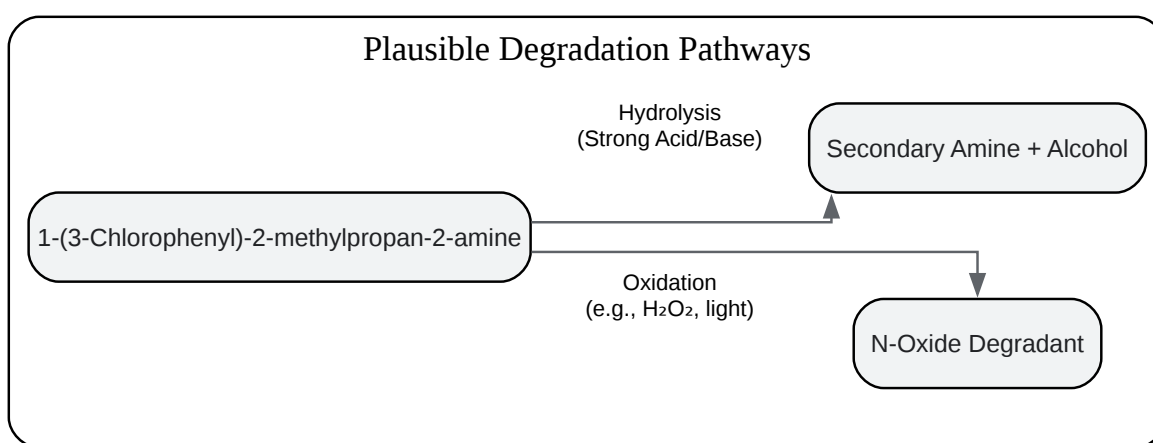 Plausible Degradation Pathways
Hydrolysis
(Strong Acid/Base)
Secondary Amine + Alcohol
1-(3-Chlorophenyl)-2-methylpropan-2-amine
Oxidation
(e.g., H₂O₂, light)
N-Oxide Degradant